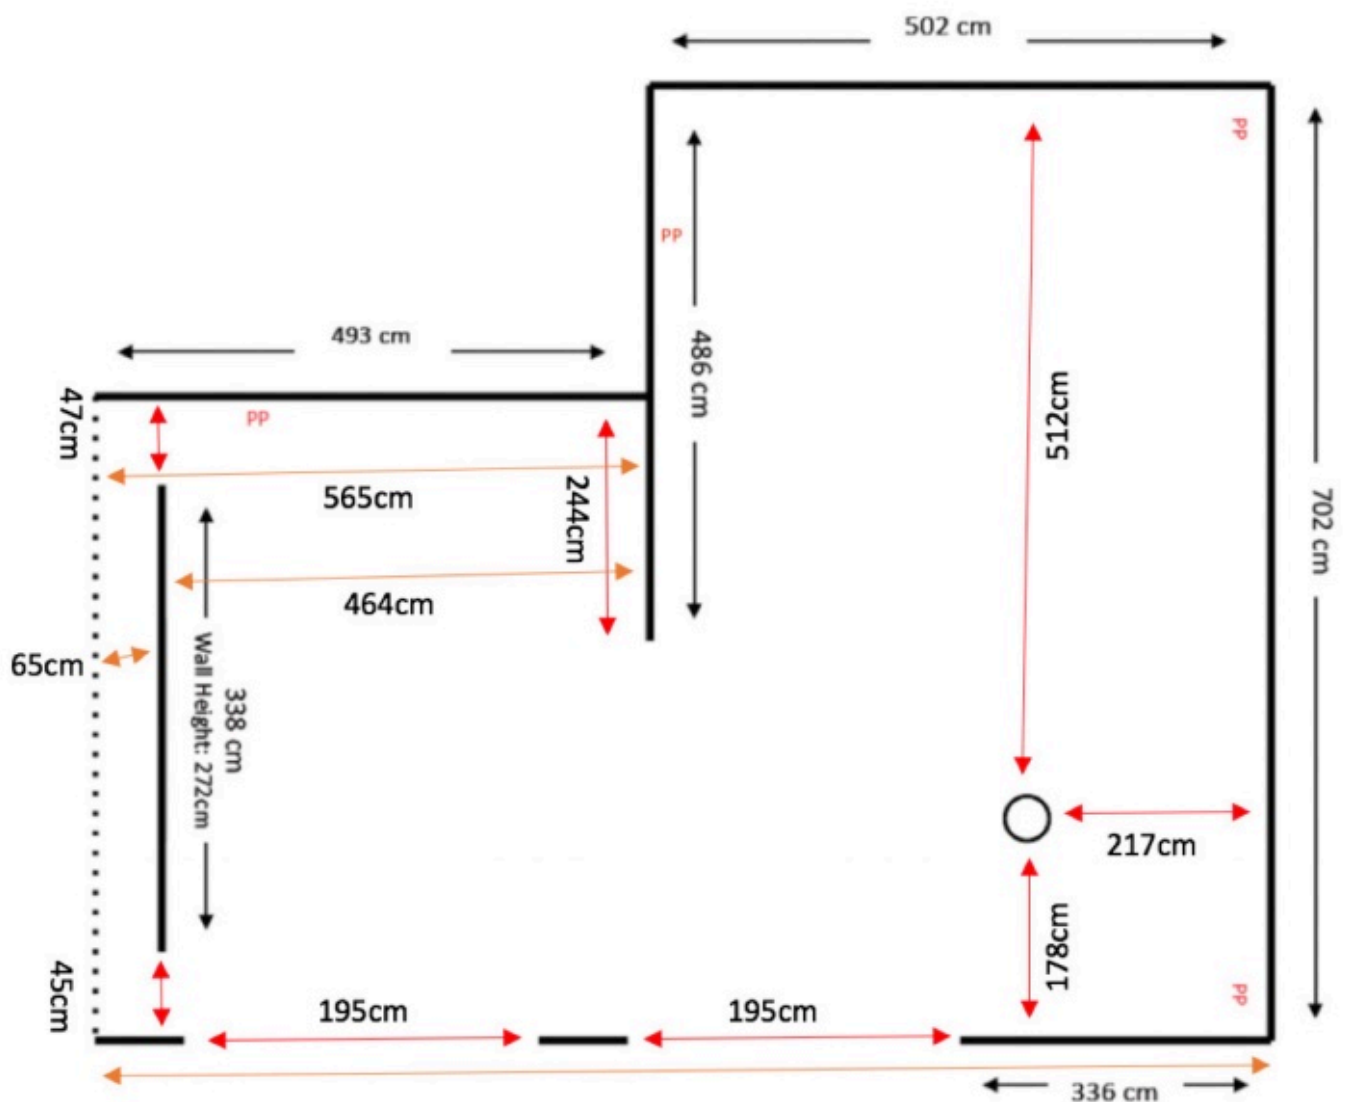 502 cm
PP
PP
486 cm
493 cm
47cm
PP
565cm
244cm
512cm
702 cm
464cm
65cm
338 cm
Wall Height: 272cm
217cm
178cm
45cm
195cm
195cm
PP
336 cm